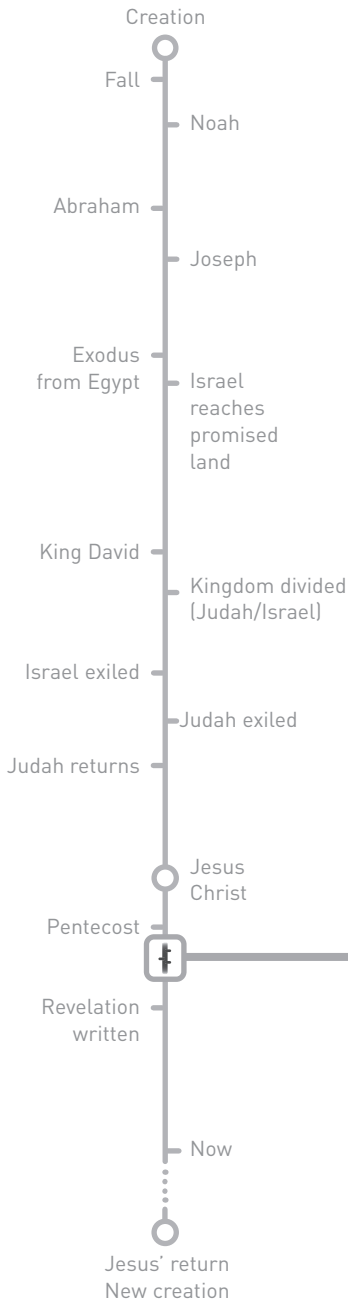 Creation
Fall
Noah
Abraham
Joseph
Exodus
from Egypt
Israel
reaches
promised
land
King David
Kingdom divided
(Judah/Israel)
Israel exiled
Judah exiled
Judah returns
Jesus
Christ
Pentecost
Revelation
written
Now
Jesus’ return
New creation